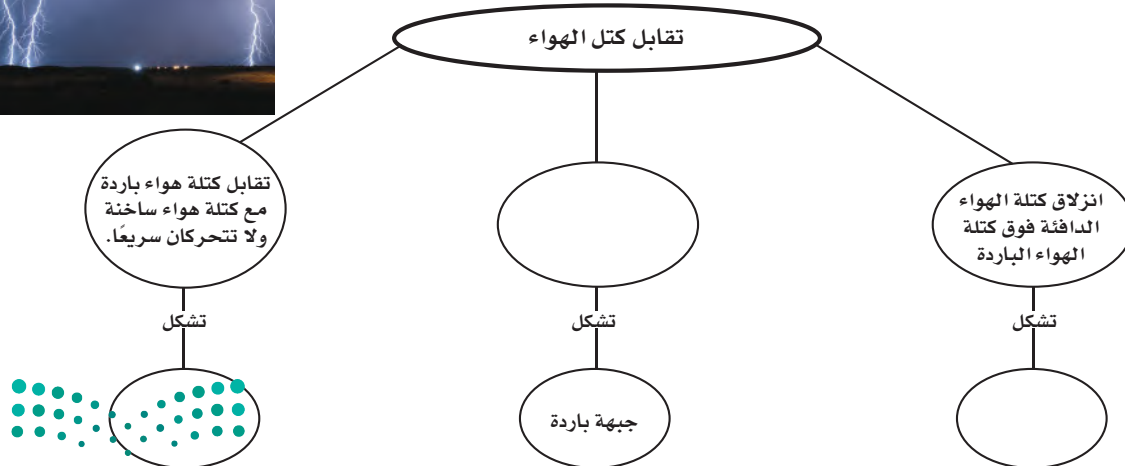 تقابل كتل الهواء
انزلاق كتلة الهواء
الدافئة فوق كتلة
الهواء الباردة
تقابل كتلة هواء باردة
مع كتلة هواء ساخنة
ولا تتحركان سريعًا.
تشكل
تشكل
تشكل
جبهة باردة